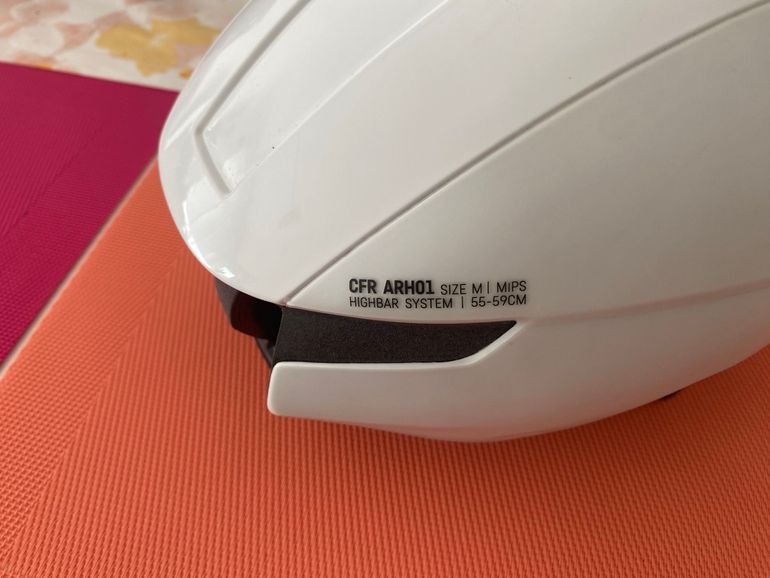 CFR ARH01 SIZE M | MIPS
HIGHBAR SYSTEM | 55-59CM